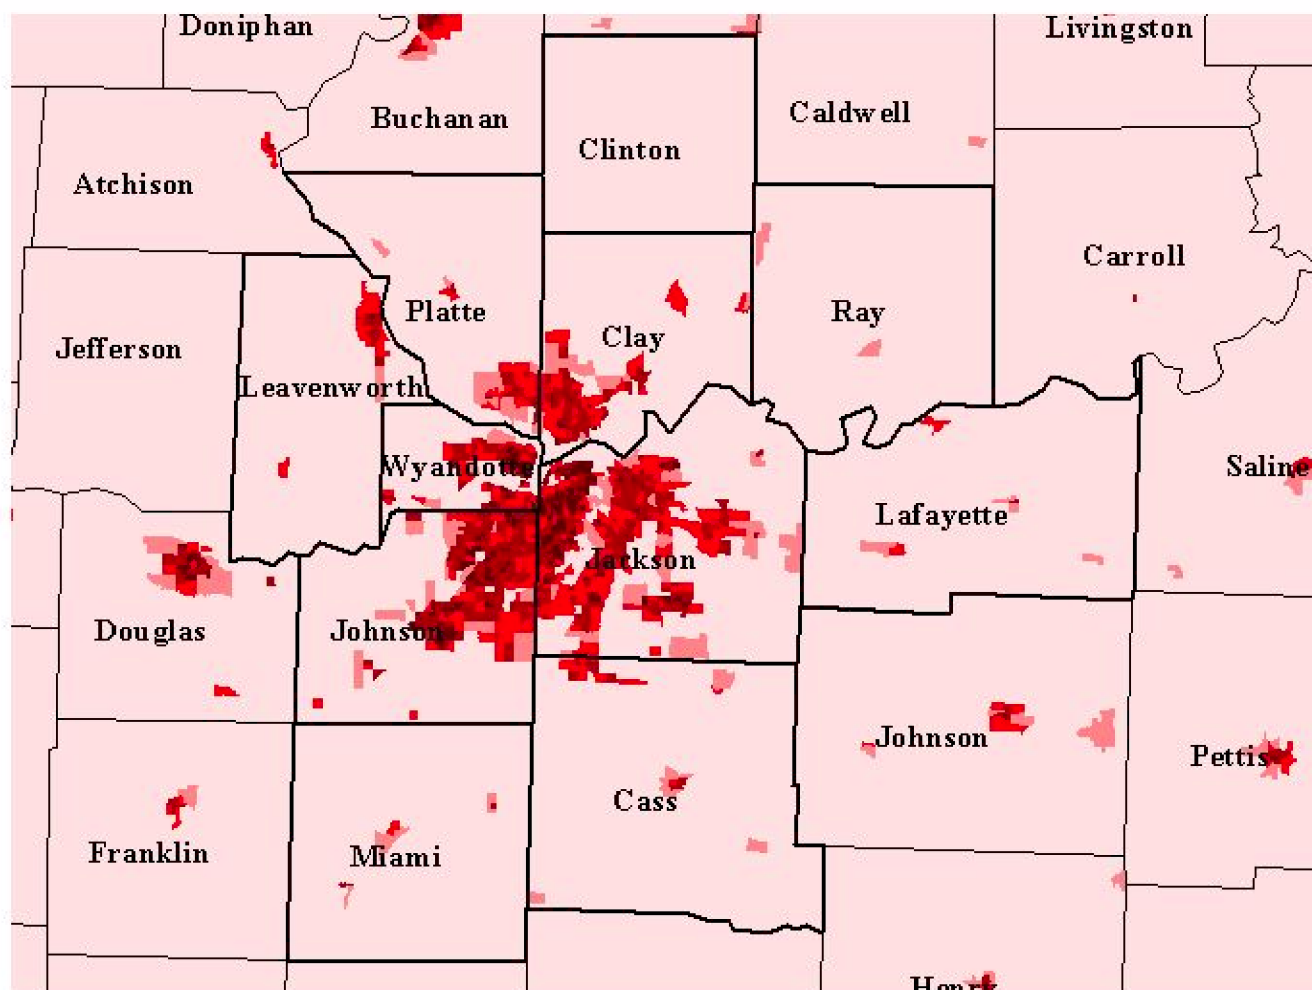 Doniphan
Livingston
Buchanan
Caldwell
Clinton
Atchison
Carroll
Platte
Ray
Clay
Jefferson
Leavenworth
Wyandotte
Saline
Lafayette
Jackson
Douglas
Johnson
Johnson
Pettis
Cass
Franklin
Miami
Henry